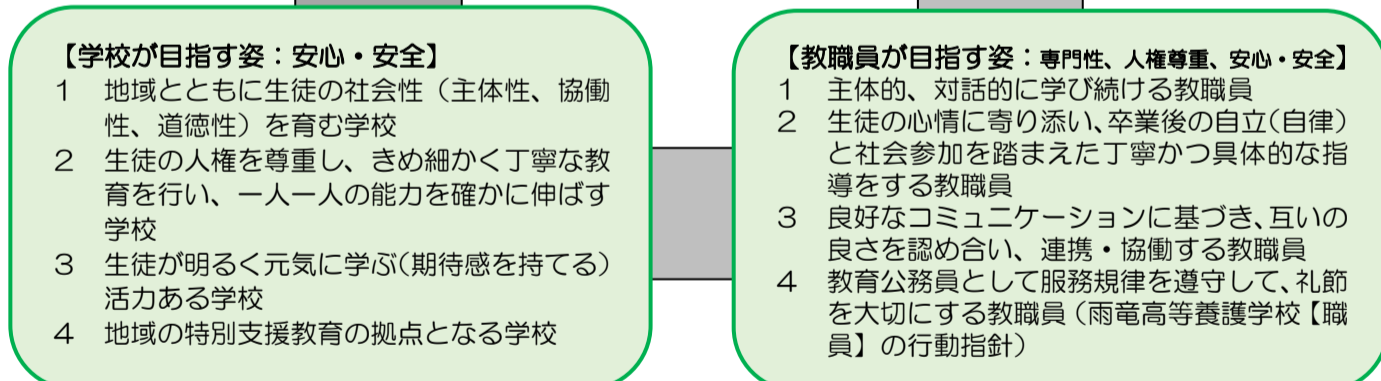 【学校が目指す姿：安心・安全】
１　地域とともに生徒の社会性（主体性、協働
性、道徳性）を育む学校
２　生徒の人権を尊重し、きめ細かく丁寧な教
育を行い、一人一人の能力を確かに伸ばす
学校
３　生徒が明るく元気に学ぶ（期待感を持てる）
活力ある学校
４　地域の特別支援教育の拠点となる学校
【教職員が目指す姿：専門性、人権尊重、安心・安全】
１　主体的、対話的に学び続ける教職員
２　生徒の心情に寄り添い、卒業後の自立（自律）
と社会参加を踏まえた丁寧かつ具体的な指
導をする教職員
３　良好なコミュニケーションに基づき、互いの
良さを認め合い、連携・協働する教職員
４　教育公務員として服務規律を遵守して、礼節
を大切にする教職員（雨竜高等養護学校【職
員】の行動指針）